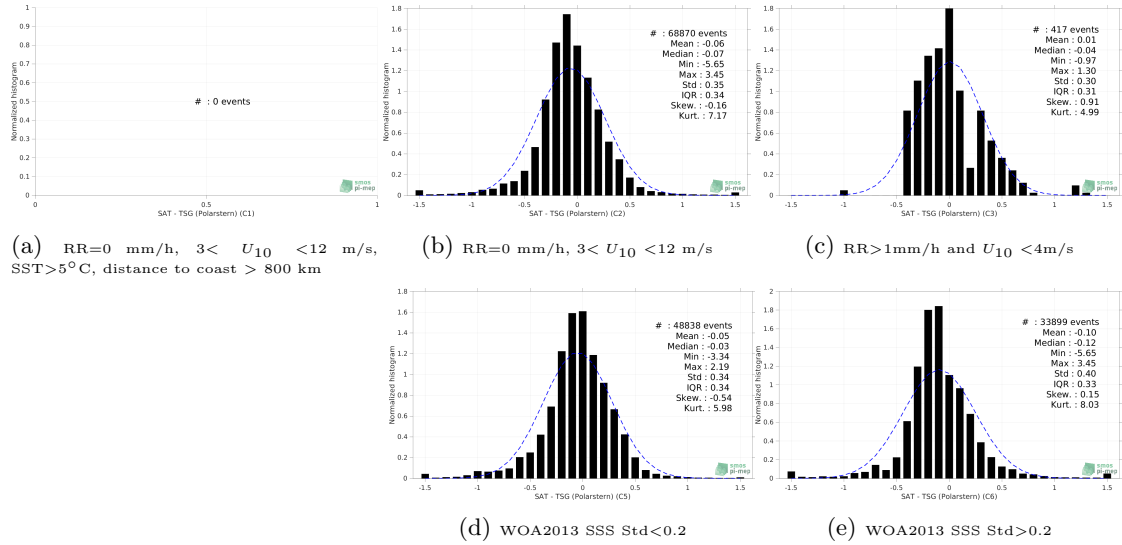 1
0.9
0.8
0.7
0.6
0.5
0.4
0.3
0.2
0.1
0
Normalized histogram
# : 0 events
smos
pi-mep
0 0.5 1
SAT - TSG (Polarstern) (C1)
(a) RR=0 mm/h, 3< U10 <12 m/s,
SST>5°C, distance to coast > 800 km
2
1.8
1.6
1.4
1.2
1
0.8
0.6
0.4
0.2
0
Normalized histogram
# : 68870 events
Mean : -0.06
Median : -0.07
Min : -5.65
Max : 3.45
Std : 0.35
IQR : 0.34
Skew. : -0.16
Kurt. : 7.17
smos
pi-mep
-1.5 -1 -0.5 0 0.5 1 1.5
SAT - TSG (Polarstern) (C2)
(b) RR=0 mm/h, 3< U10 <12 m/s
1.8
1.6
1.4
1.2
1
0.8
0.6
0.4
0.2
0
Normalized histogram
# : 417 events
Mean : 0.01
Median : -0.04
Min : -0.97
Max : 1.30
Std : 0.30
IQR : 0.31
Skew. : 0.91
Kurt. : 4.99
smos
pi-mep
-1.5 -1 -0.5 0 0.5 1 1.5
SAT - TSG (Polarstern) (C3)
(c) RR>1mm/h and U10 <4m/s
1.8
1.6
1.4
1.2
1
0.8
0.6
0.4
0.2
0
Normalized histogram
# : 48838 events
Mean : -0.05
Median : -0.03
Min : -3.34
Max : 2.19
Std : 0.34
IQR : 0.34
Skew. : -0.54
Kurt. : 5.98
smos
pi-mep
-1.5 -1 -0.5 0 0.5 1 1.5
SAT - TSG (Polarstern) (C5)
(d) WOA2013 SSS Std<0.2
2
1.8
1.6
1.4
1.2
1
0.8
0.6
0.4
0.2
0
Normalized histogram
# : 33899 events
Mean : -0.10
Median : -0.12
Min : -5.65
Max : 3.45
Std : 0.40
IQR : 0.33
Skew. : 0.15
Kurt. : 8.03
smos
pi-mep
-1.5 -1 -0.5 0 0.5 1 1.5
SAT - TSG (Polarstern) (C6)
(e) WOA2013 SSS Std>0.2